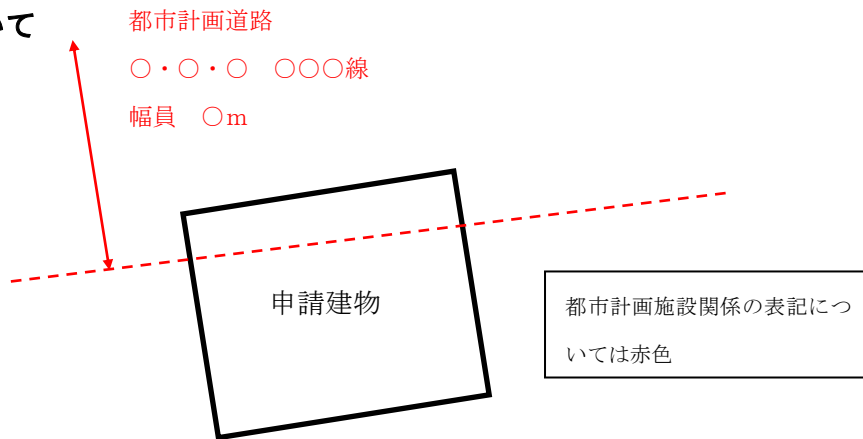 いて
都市計画道路
○・○・○　○○○線
幅員　○ｍ
申請建物
都市計画施設関係の表記につ
いては赤色